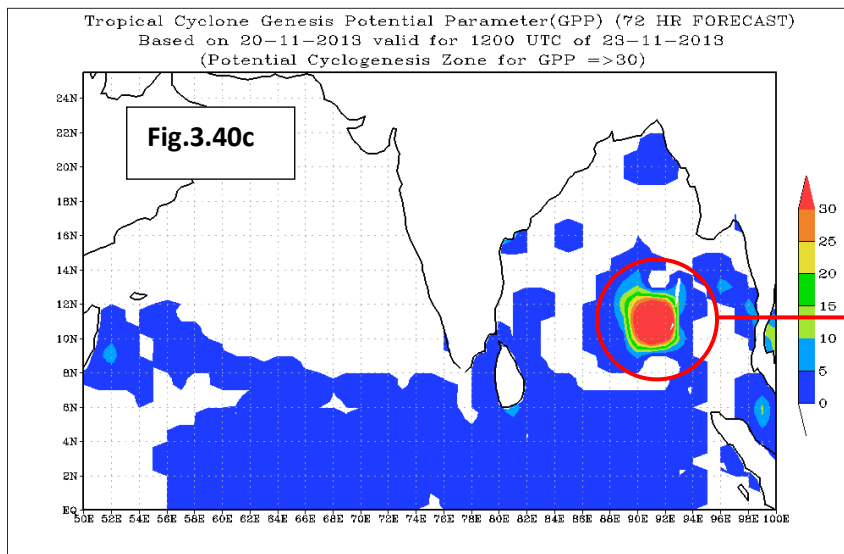 Tropical Cyclone Genesis Potential Parameter(GPP) (72 HR FORECAST)
Based on 20-11-2013 valid for 1200 UTC of 23-11-2013
(Potential Cyclogenesis Zone for GPP =>30)
Fig.3.40c
24N
22N
20N
18N
16N
14N
12N
10N
8N
6N
4N
2N
EQ
50E 52E 54E 56E 58E 60E 62E 64E 66E 68E 70E 72E 74E 76E 78E 80E 82E 84E 86E 88E 90E 92E 94E 96E 98E 100E
30
25
20
15
10
5
0